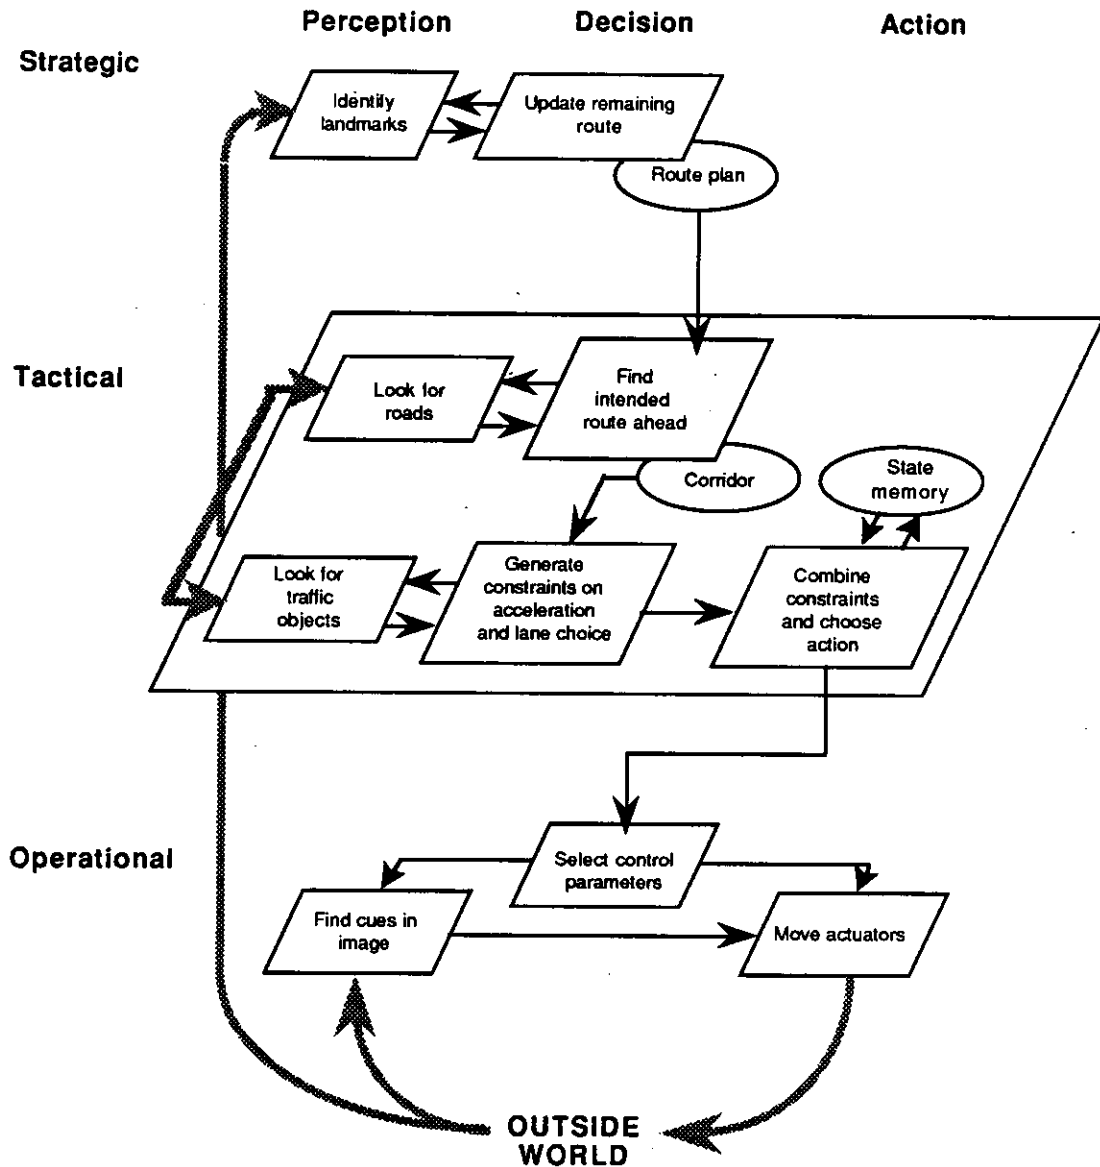 Perception
Decision
Action
Strategic
Identify
landmarks
Update remaining
route
Route plan
Tactical
Look for
roads
Find
intended
route ahead
Corridor
State
memory
Look for
traffic
objects
Generate
constraints on
acceleration
and lane choice
Combine
constraints
and choose
action
Operational
Select control
parameters
Find cues in
image
Move actuators
OUTSIDE
WORLD